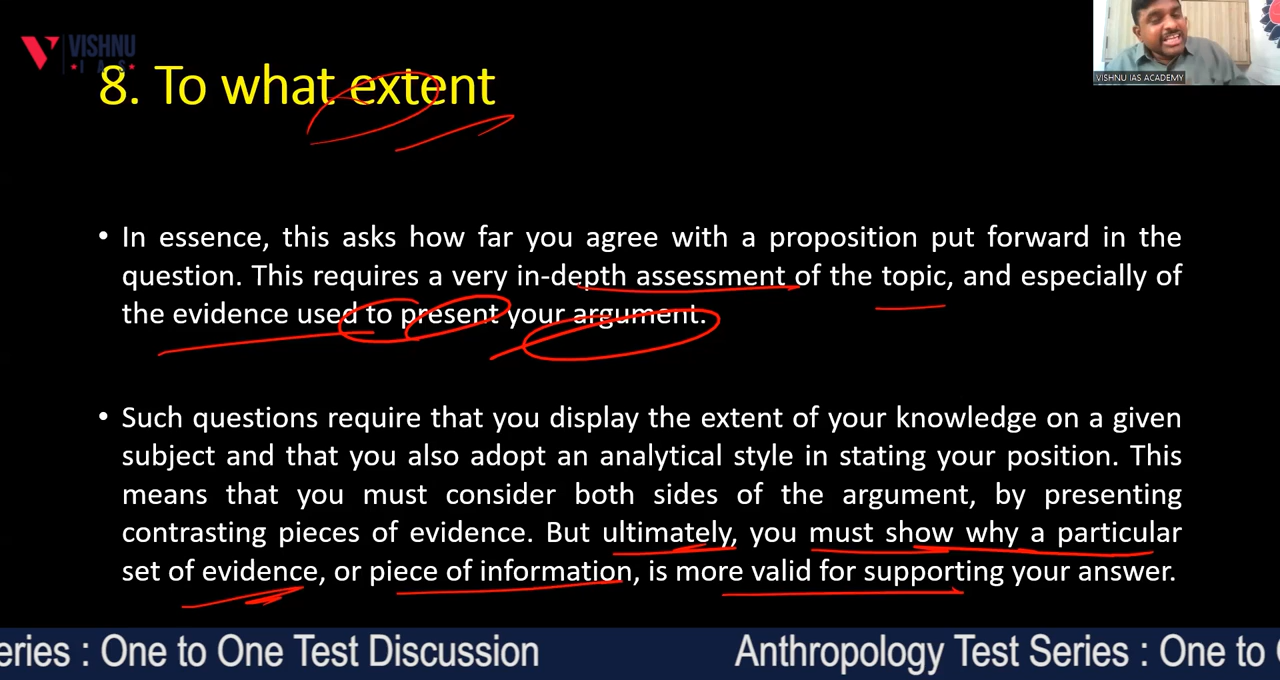 VISHNU
IAS
VISHNU IAS ACADEMY
8. To what extent
• In essence, this asks how far you agree with a proposition put forward in the
question. This requires a very in-depth assessment of the topic, and especially of
the evidence used to present your argument.
• Such questions require that you display the extent of your knowledge on a given
subject and that you also adopt an analytical style in stating your position. This
means that you must consider both sides of the argument, by presenting
contrasting pieces of evidence. But ultimately, you must show why a particular
set of evidence, or piece of information, is more valid for supporting your answer.
eries : One to One Test Discussion Anthropology Test Series : One to